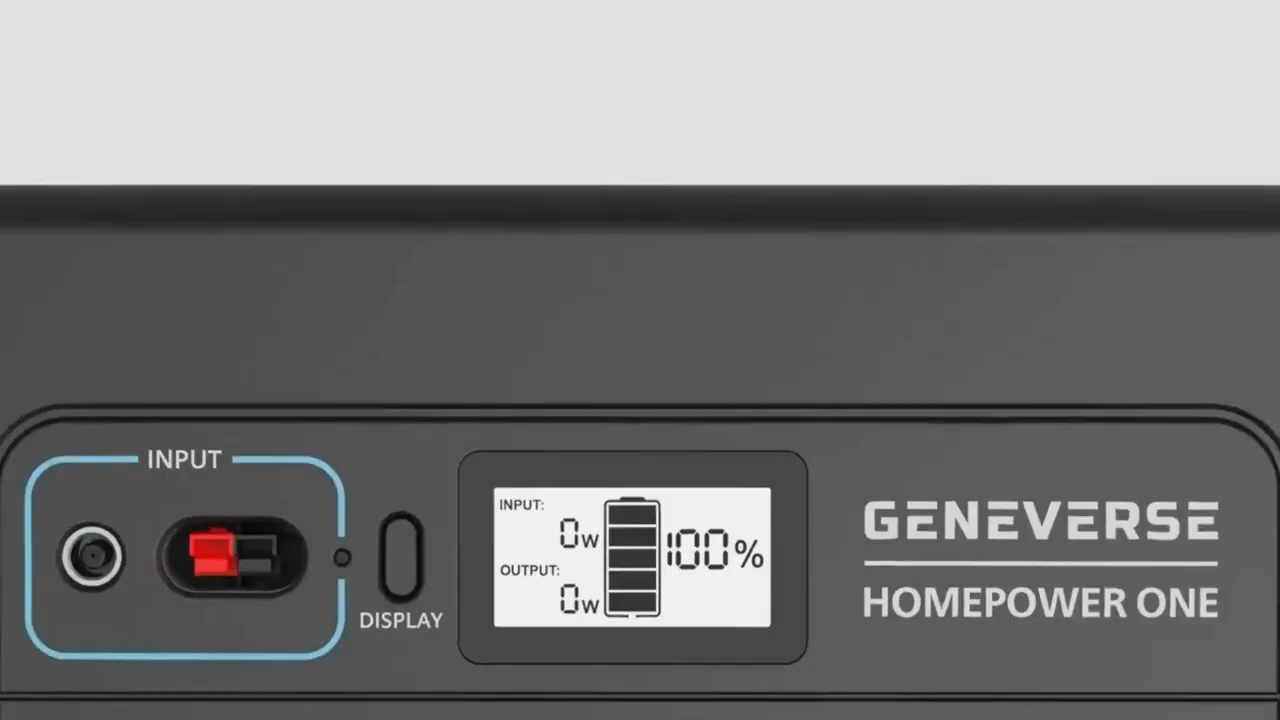 INPUT
DISPLAY
INPUT:
0w
OUTPUT:
0w
100%
GENEVERSE
HOMEPOWER ONE